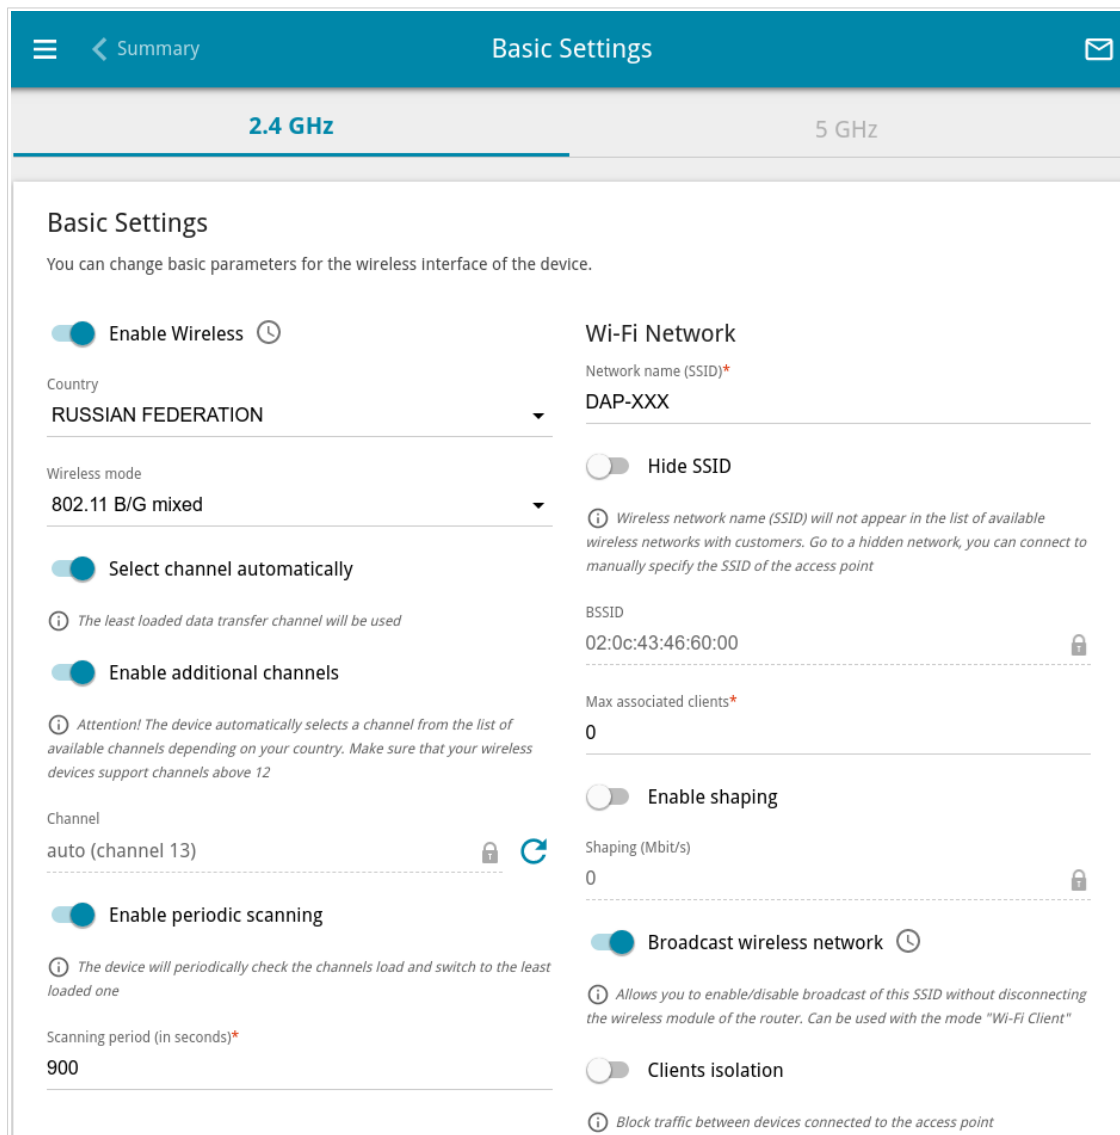 Summary
Basic Settings
2.4 GHz
5 GHz
Basic Settings
You can change basic parameters for the wireless interface of the device.
Enable Wireless
Country
RUSSIAN FEDERATION
Wireless mode
802.11 B/G mixed
Select channel automatically
The least loaded data transfer channel will be used
Enable additional channels
Attention! The device automatically selects a channel from the list of
available channels depending on your country. Make sure that your wireless
devices support channels above 12
Channel
auto (channel 13)
Enable periodic scanning
The device will periodically check the channels load and switch to the least
loaded one
Scanning period (in seconds)*
900
Wi-Fi Network
Network name (SSID)*
DAP-XXX
Hide SSID
Wireless network name (SSID) will not appear in the list of available
wireless networks with customers. Go to a hidden network, you can connect to
manually specify the SSID of the access point
BSSID
02:0c:43:46:60:00
Max associated clients*
0
Enable shaping
Shaping (Mbit/s)
0
Broadcast wireless network
Allows you to enable/disable broadcast of this SSID without disconnecting
the wireless module of the router. Can be used with the mode "Wi-Fi Client"
Clients isolation
Block traffic between devices connected to the access point